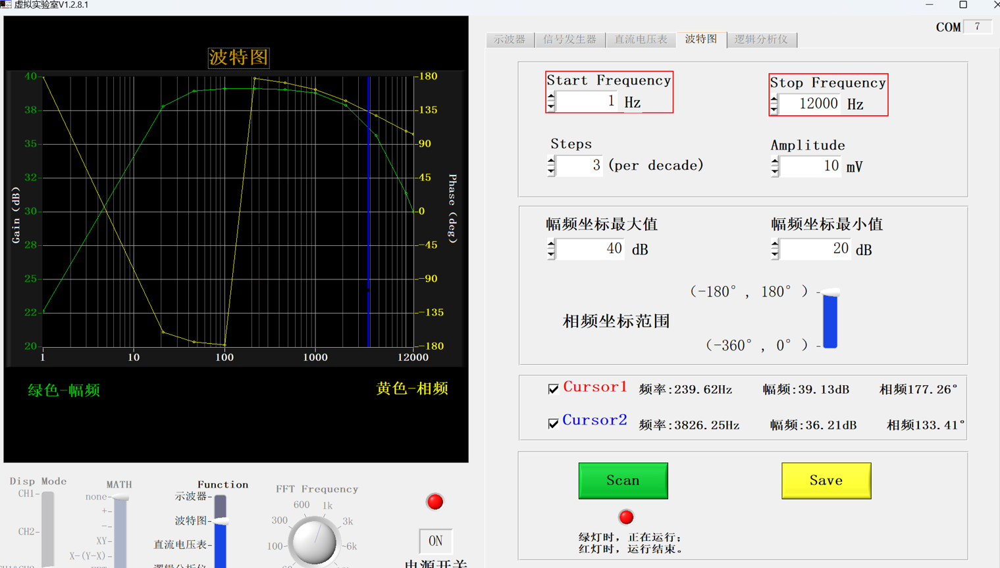 虚拟实验室V1.2.8.1
COM 7
示波器 信号发生器 直流电压表 波特图 逻辑分析仪
波特图
40 180
38 135
35 90
32 45
30 0
28 -45
25 -90
22 -135
20 -180
Gain (dB)
Phase (deg)
1 10 100 1000 12000
绿色-幅频 黄色-相频
Start Frequency
1 Hz
Stop Frequency
12000 Hz
Steps
3 (per decade)
Amplitude
10 mV
幅频坐标最大值
40 dB
幅频坐标最小值
20 dB
(-180° , 180° )
相频坐标范围
(-360° , 0° )
Cursor1 频率:239.62Hz 幅频:39.13dB 相频177.26°
Cursor2 频率:3826.25Hz 幅频:36.21dB 相频133.41°
Scan
Save
绿灯时，正在运行；
红灯时，运行结束。
Disp Mode
CH1
CH2
MATH
none
+
-
XY
X-(Y-X)
Function
示波器
波特图
直流电压表
逻辑分析仪
FFT Frequency
600 1k
300 3k
100 6k
ON
电源开关